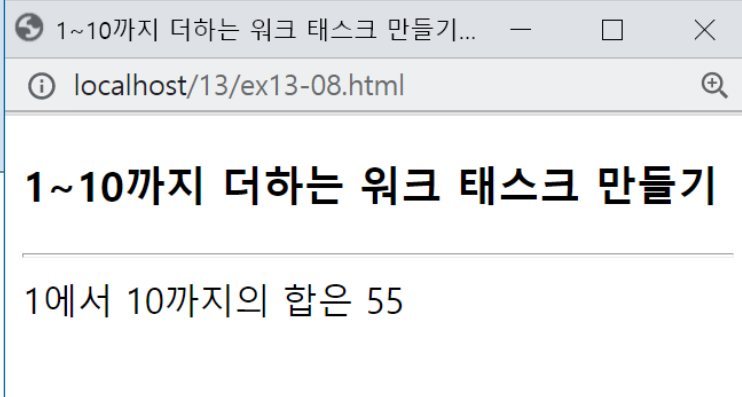 1~10까지 더하는 워크 태스크 만들기...
localhost/13/ex13-08.html
1~10까지 더하는 워크 태스크 만들기
1에서 10까지의 합은 55